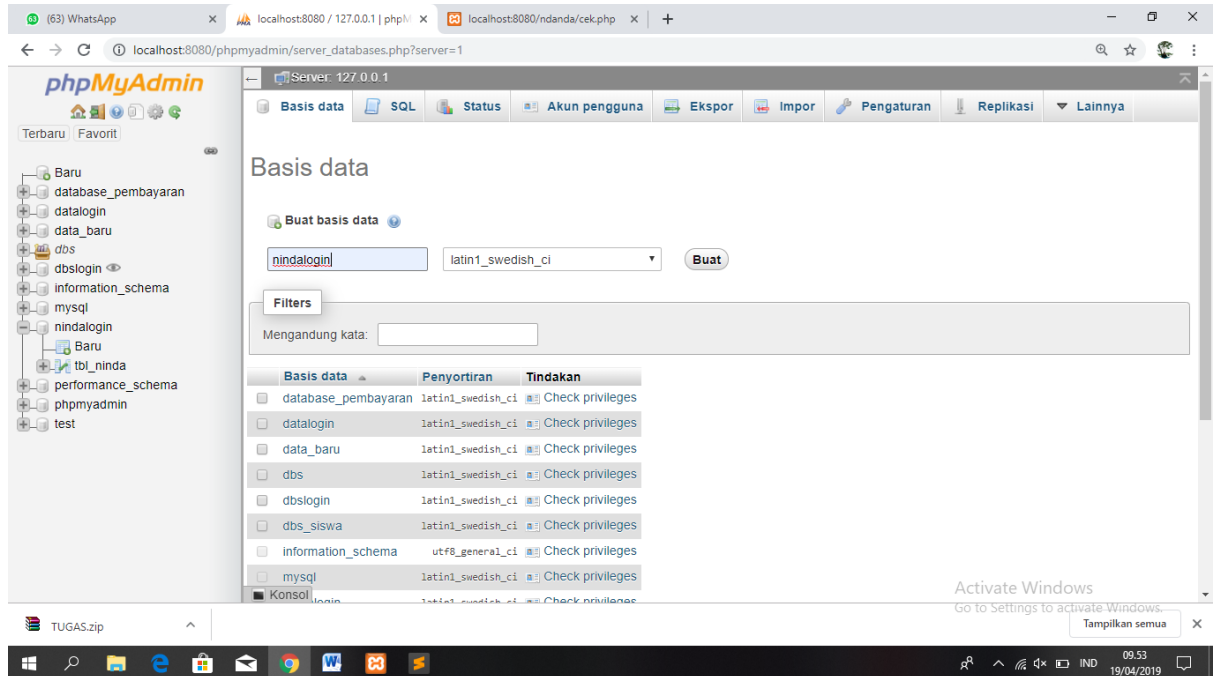 (63) WhatsApp
localhost:8080 / 127.0.0.1 | phpM
localhost:8080/ndanda/cek.php
localhost:8080/phpmyadmin/server_databases.php?server=1
phpMyAdmin
Terbaru Favorit
Baru
database_pembayaran
datalogin
data_baru
dbs
dbslogin
information_schema
mysql
nindalogin
Baru
tbl_ninda
performance_schema
phpmyadmin
test
Server: 127.0.0.1
Basis data SQL Status Akun pengguna Ekspor Impor Pengaturan Replikasi Lainnya
Basis data
Buat basis data
nindalogin latin1_swedish_ci Buat
Filters
Mengandung kata:
Basis data Penyortiran Tindakan
database_pembayaran latin1_swedish_ci Check privileges
datalogin latin1_swedish_ci Check privileges
data_baru latin1_swedish_ci Check privileges
dbs latin1_swedish_ci Check privileges
dbslogin latin1_swedish_ci Check privileges
dbs_siswa latin1_swedish_ci Check privileges
information_schema utf8_general_ci Check privileges
mysql latin1_swedish_ci Check privileges
latin1_swedish_ci Check privileges
Konsol
Activate Windows
Go to Settings to activate Windows.
TUGAS.zip
Tampilkan semua
IND
09.53
19/04/2019